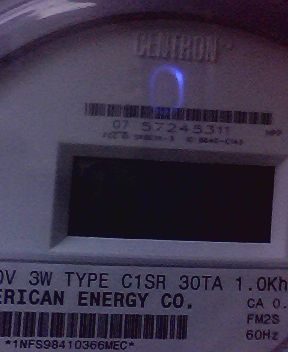 CENTRON
07 57245311
0V 3W TYPE C1SR 30TA 1.0Kh
ERICAN ENERGY CO.
CA 0.
FM2S
60Hz
*1NFS98410366MEC*